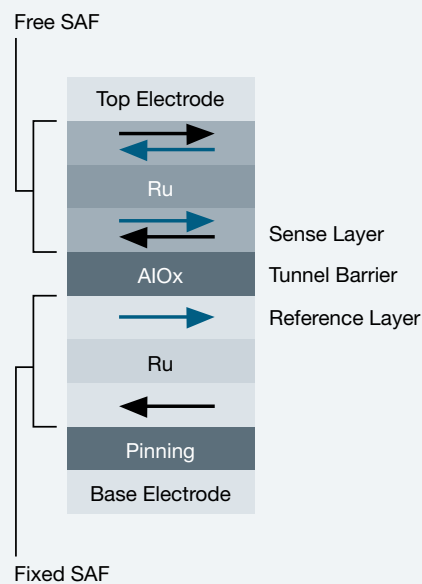 Free SAF
Top Electrode
Ru
Sense Layer
AlOx
Tunnel Barrier
Reference Layer
Ru
Pinning
Base Electrode
Fixed SAF